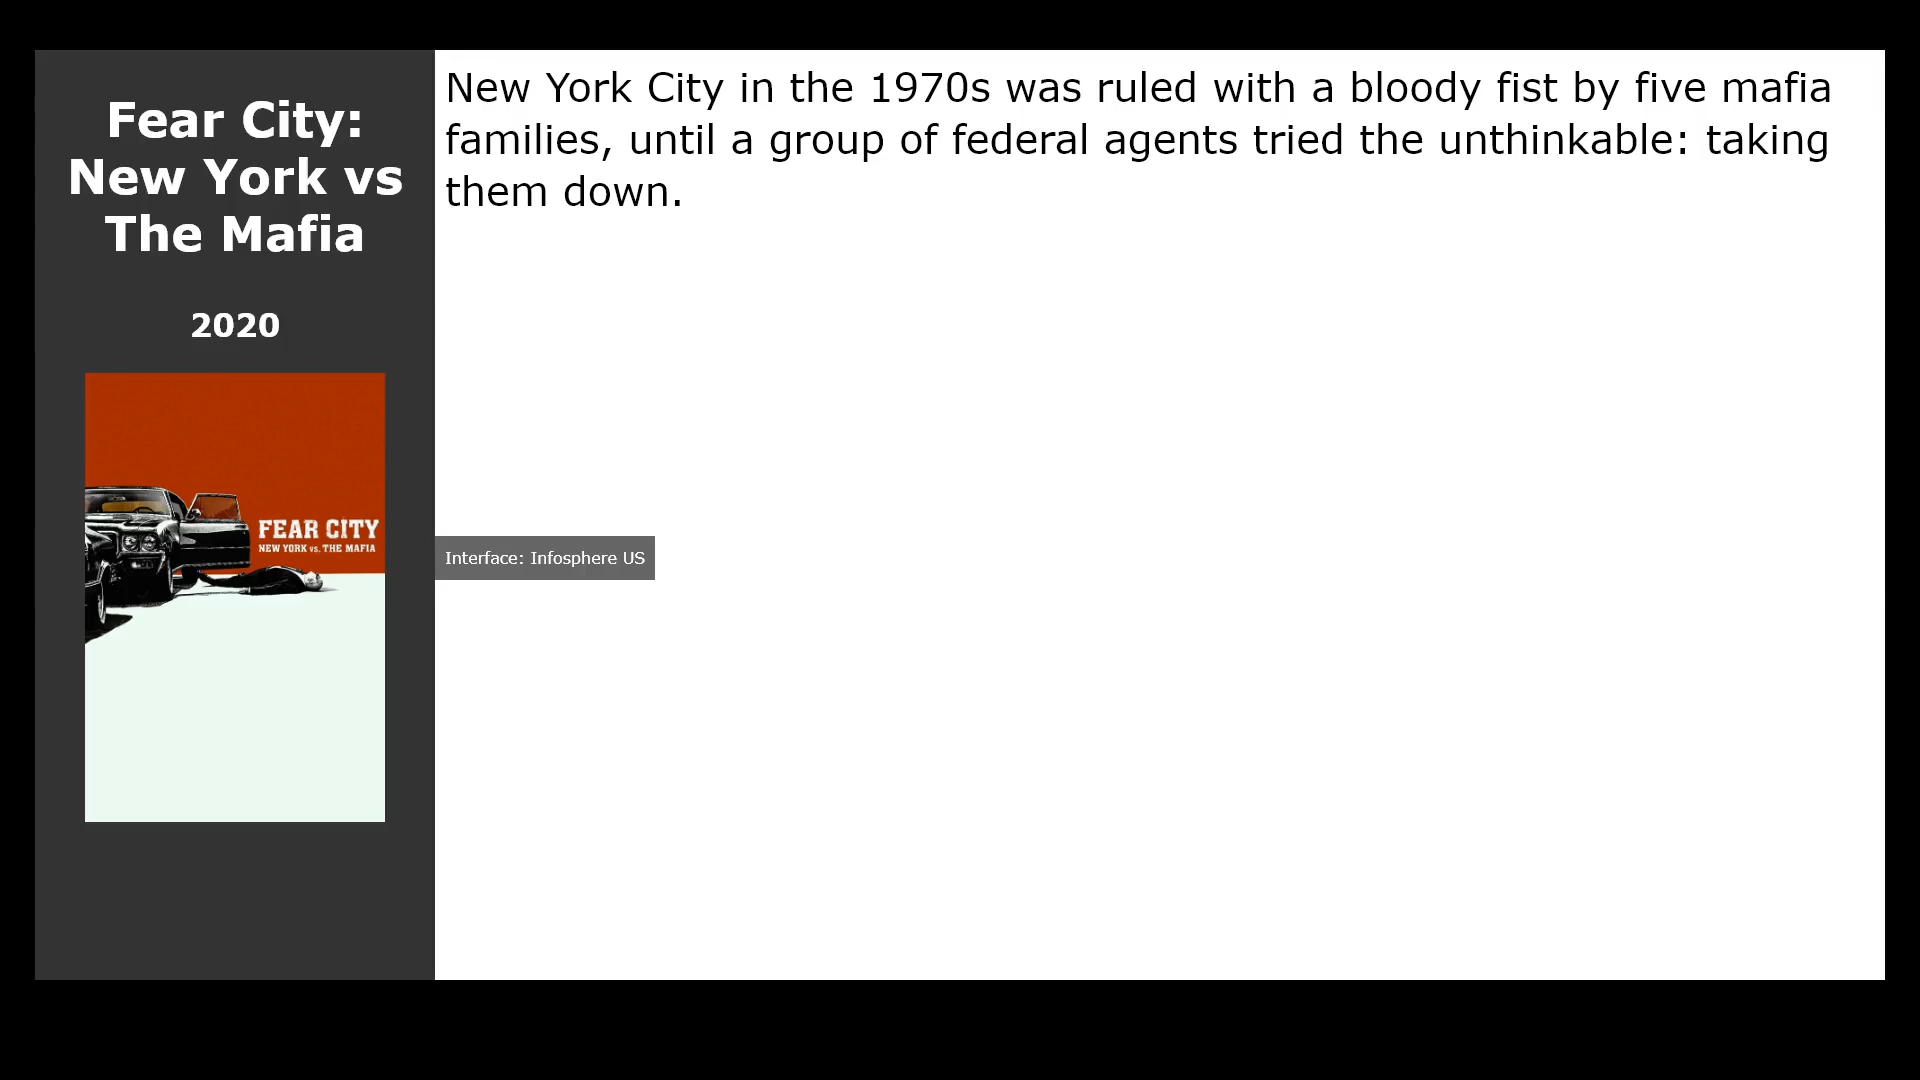 Fear City:
New York vs
The Mafia
2020
FEAR CITY
NEW YORK vs. THE MAFIA
New York City in the 1970s was ruled with a bloody fist by five mafia
families, until a group of federal agents tried the unthinkable: taking
them down.
Interface: Infosphere US